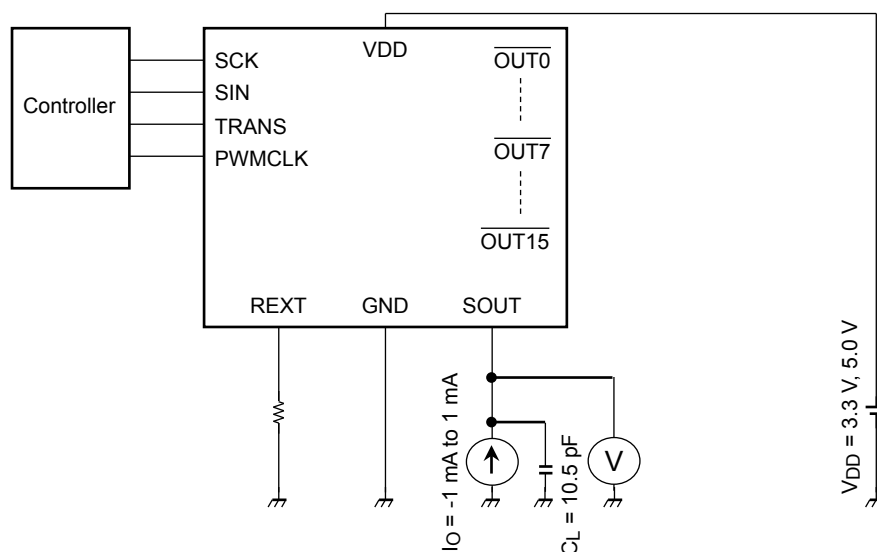 Controller
SCK
SIN
TRANS
PWMCLK
VDD
OUT0
OUT7
OUT15
REXT
GND
SOUT
IO = -1 mA to 1 mA
CL = 10.5 pF
V
VDD = 3.3 V, 5.0 V